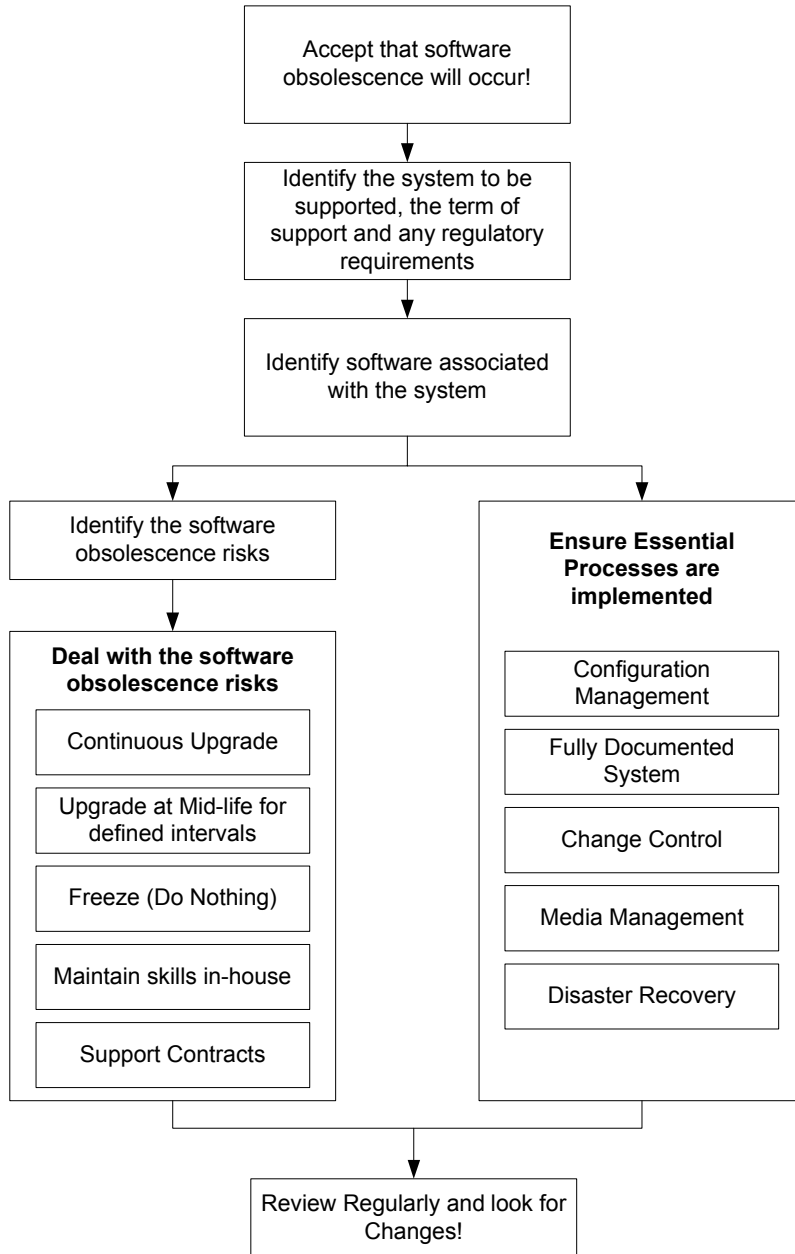 Accept that software
obsolescence will occur!
Identify the system to be
supported, the term of
support and any regulatory
requirements
Identify software associated
with the system
Identify the software
obsolescence risks
Deal with the software
obsolescence risks
Continuous Upgrade
Upgrade at Mid-life for
defined intervals
Freeze (Do Nothing)
Maintain skills in-house
Support Contracts
Ensure Essential
Processes are
implemented
Configuration
Management
Fully Documented
System
Change Control
Media Management
Disaster Recovery
Review Regularly and look for
Changes!